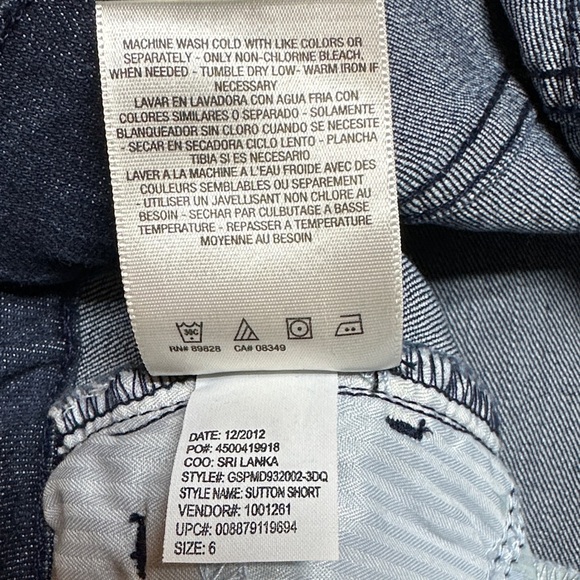 MACHINE WASH COLD WITH LIKE COLORS OR
SEPARATELY - ONLY NON-CHLORINE BLEACH,
WHEN NEEDED - TUMBLE DRY LOW- WARM IRON IF
NECESSARY
LAVAR EN LAVADORA CON AGUA FRIA CON
COLORES SIMILARES O SEPARADO - SOLAMENTE
BLANQUEADOR SIN CLORO CUANDO SE NECESITE
- SECAR EN SECADORA CICLO LENTO - PLANCHA
TIBIA SI ES NECESARIO
LAVER A LA MACHINE A L'EAU FROIDE AVEC DES
COULEURS SEMBLABLES OU SEPAREMENT
- UTILISER UN JAVELLISANT NON CHLORE AU
BESOIN - SECHAR PAR CULBUTAGE A BASSE
TEMPERATURE - REPASSER A TEMPERATURE
MOYENNE AU BESOIN
30C
RN# 89828 CA# 08349
DATE: 12/2012
PO#: 4500419918
COO: SRI LANKA
STYLE#: GSPMD932002-3DQ
STYLE NAME: SUTTON SHORT
VENDOR#: 1001261
UPC#: 008879119694
SIZE: 6